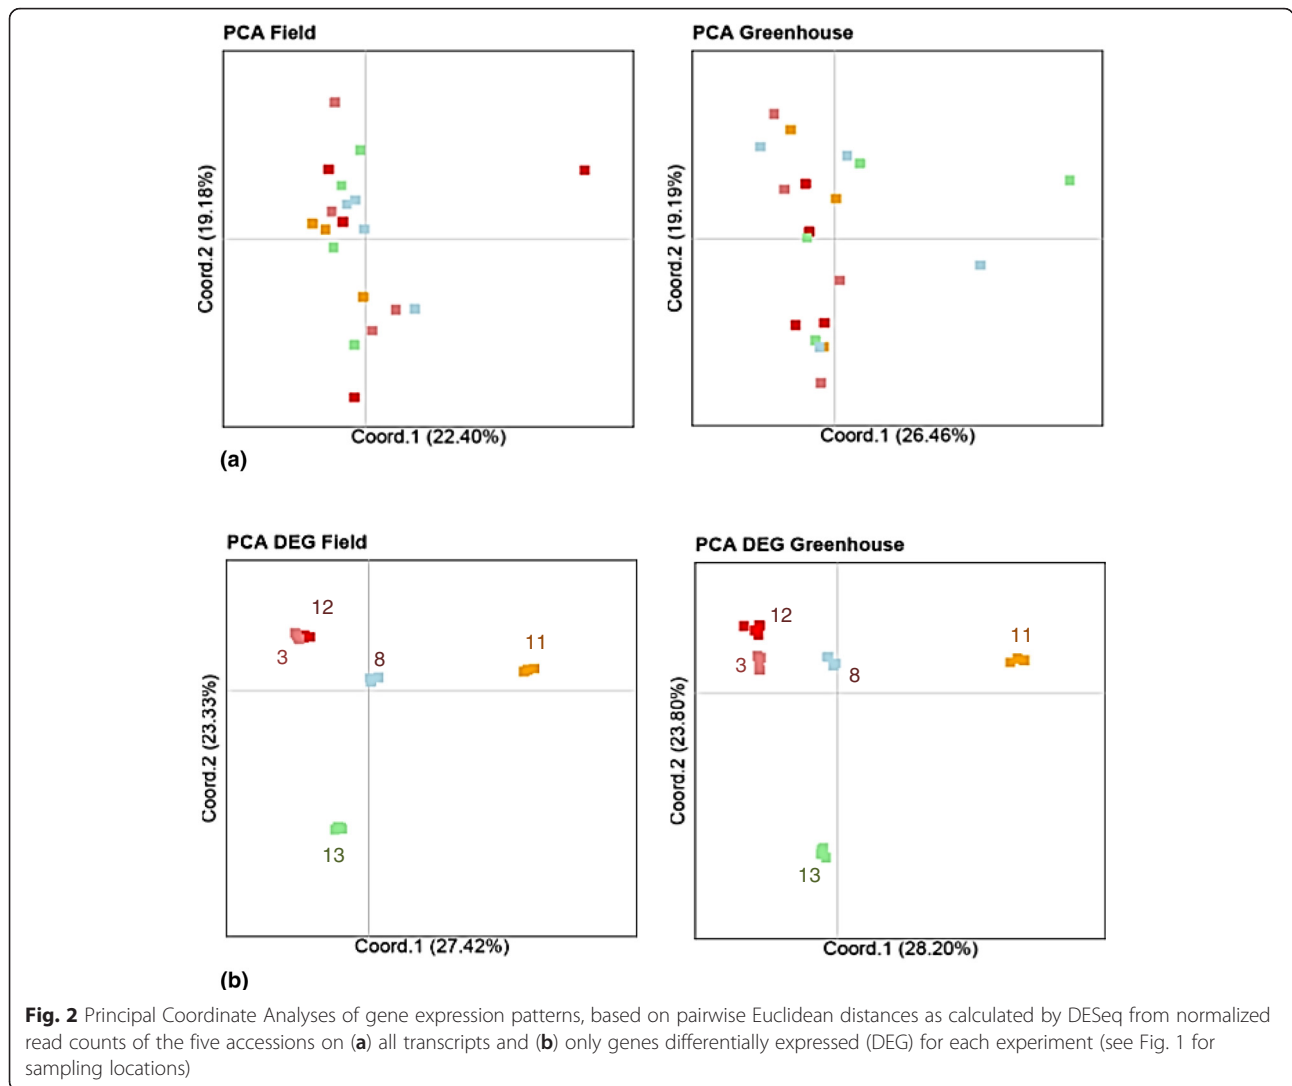 PCA Field
PCA Greenhouse
Coord.2 (19.18%)
Coord.2 (19.19%)
Coord.1 (22.40%)
Coord.1 (26.46%)
(a)
PCA DEG Field
PCA DEG Greenhouse
12
3
8
11
13
12
3
8
11
13
Coord.2 (23.33%)
Coord.2 (23.80%)
Coord.1 (27.42%)
Coord.1 (28.20%)
(b)
Fig. 2 Principal Coordinate Analyses of gene expression patterns, based on pairwise Euclidean distances as calculated by DESeq from normalized
read counts of the five accessions on (a) all transcripts and (b) only genes differentially expressed (DEG) for each experiment (see Fig. 1 for
sampling locations)